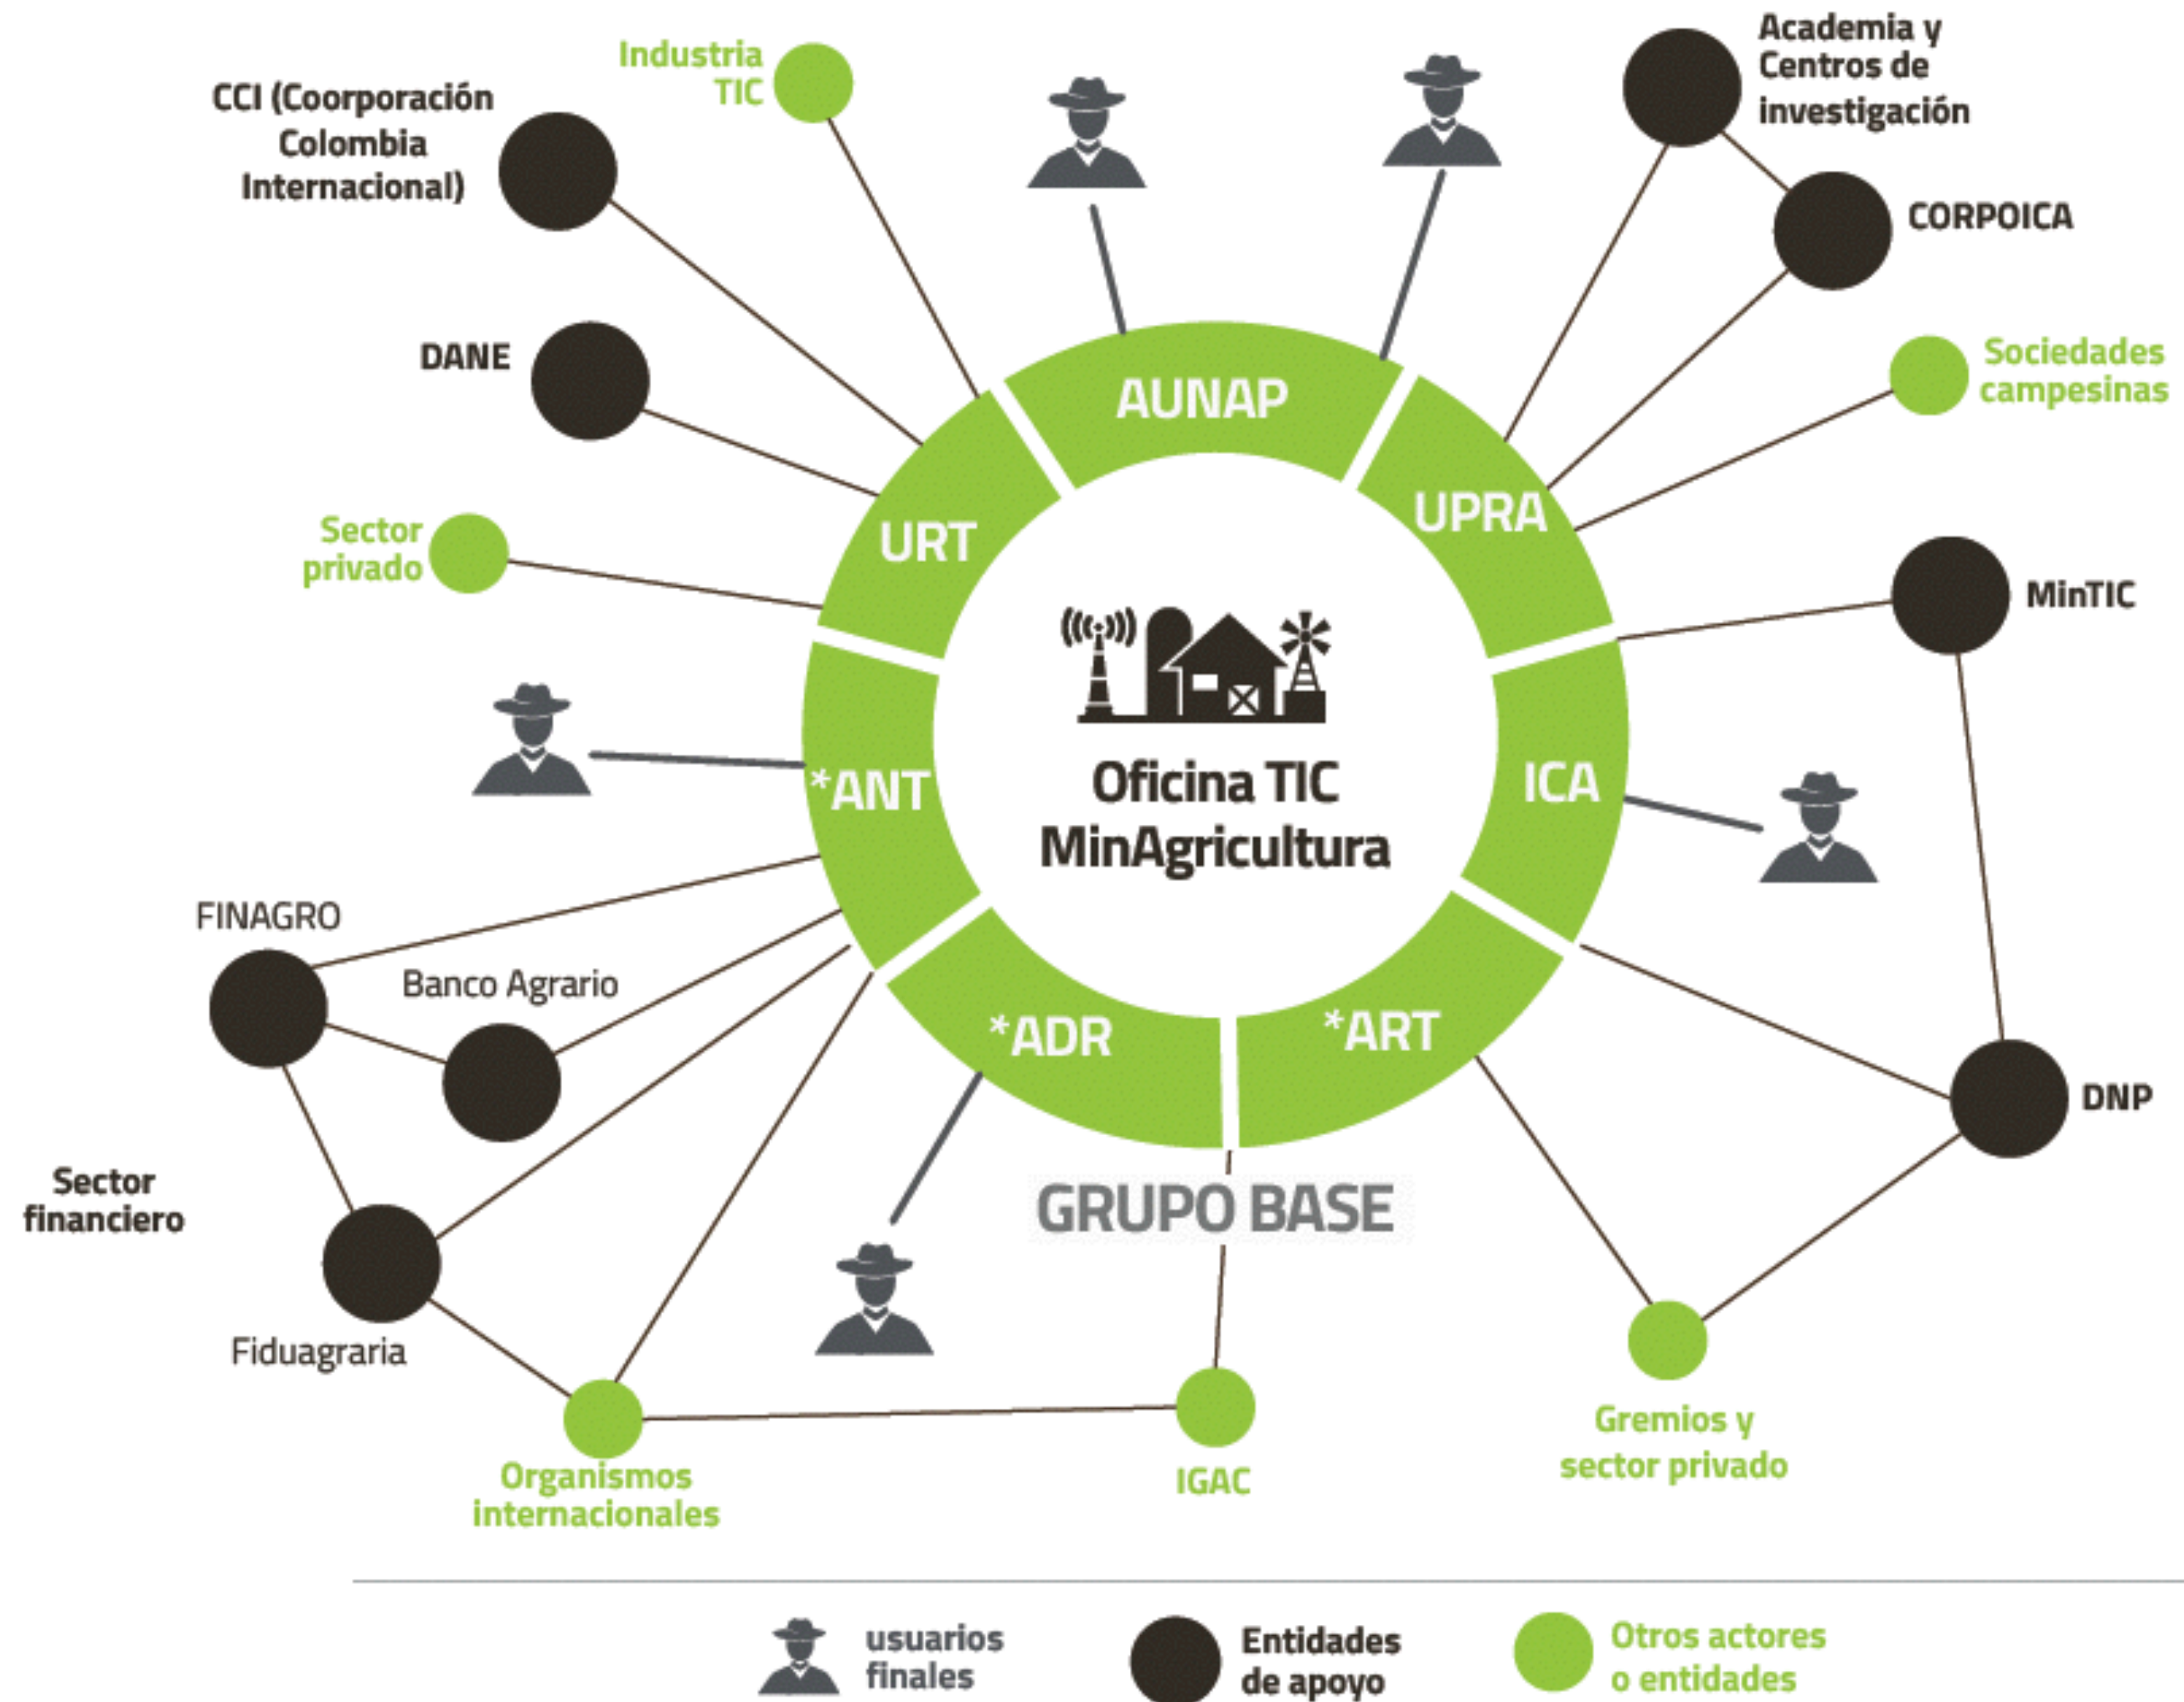 Industria
TIC
CCI (Coorporación
Colombia
Internacional)
Academia y
Centros de
investigación
CORPOICA
DANE
Sociedades
campesinas
AUNAP
UPRA
URT
Sector
privado
MinTIC
Oficina TIC
MinAgricultura
*ANT
ICA
FINAGRO
Banco Agrario
*ADR
*ART
DNP
Sector
financiero
GRUPO BASE
Fiduagraria
Organismos
internacionales
IGAC
Gremios y
sector privado
usuarios
finales
Entidades
de apoyo
Otros actores
o entidades